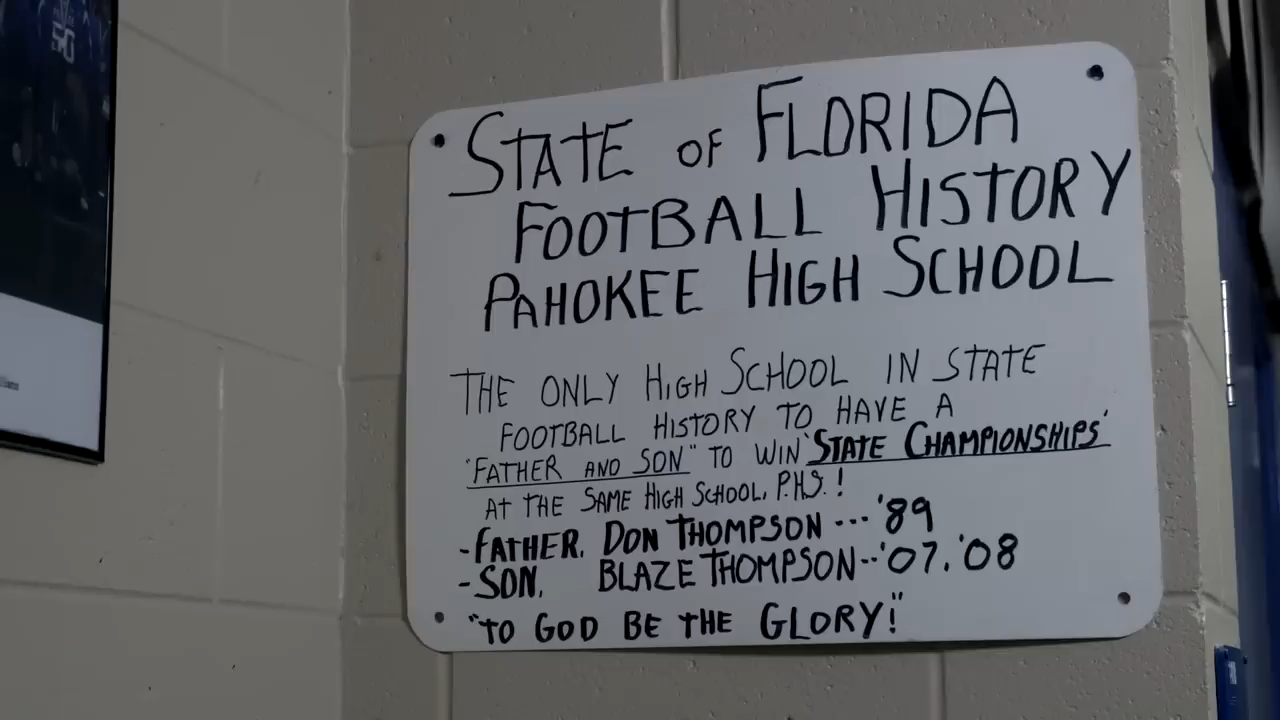 STATE OF FLORIDA
FOOTBALL HISTORY
PAHOKEE HIGH SCHOOL
THE ONLY HIGH SCHOOL IN STATE
FOOTBALL HISTORY TO HAVE A
"FATHER AND SON" TO WIN 'STATE CHAMPIONSHIPS'
AT THE SAME HIGH SCHOOL, P.H.S.!
-FATHER. DON THOMPSON --- '89
-SON. BLAZE THOMPSON--'07.'08
"TO GOD BE THE GLORY!"